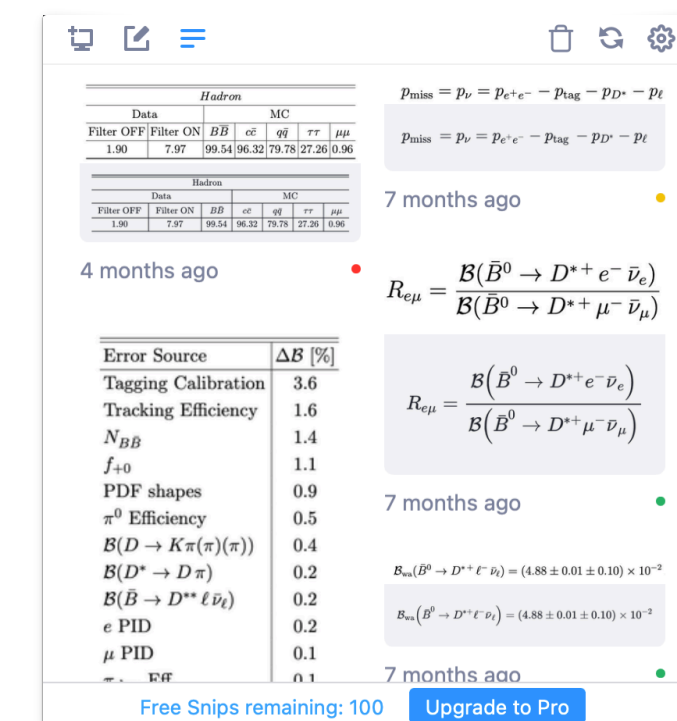 Hadron
Data MC
Filter OFF Filter ON BB̅ cc̅ qq̅ ττ μμ
1.90 7.97 99.54 96.32 79.78 27.26 0.96
Hadron
Data MC
Filter OFF Filter ON BB̅ cc̅ qq̅ ττ μμ
1.90 7.97 99.54 96.32 79.78 27.26 0.96
4 months ago
Error Source Δℬ [%]
Tagging Calibration 3.6
Tracking Efficiency 1.6
N_{BB̅} 1.4
f_{+0} 1.1
PDF shapes 0.9
π⁰ Efficiency 0.5
ℬ(D → Kπ(π)(π)) 0.4
ℬ(D* → D π) 0.2
ℬ(B̅ → D** ℓ ν̅_ℓ) 0.2
e PID 0.2
μ PID 0.1
p_miss = p_ν = p_{e⁺e⁻} − p_tag − p_{D*} − p_ℓ
p_miss = p_ν = p_{e⁺e⁻} − p_tag − p_{D*} − p_ℓ
7 months ago
R_{eμ} = ℬ(B̅⁰ → D*⁺ e⁻ ν̅_e) / ℬ(B̅⁰ → D*⁺ μ⁻ ν̅_μ)
R_{eμ} = ℬ(B̅⁰ → D*⁺e⁻ν̅_e) / ℬ(B̅⁰ → D*⁺μ⁻ν̅_μ)
7 months ago
ℬ_wa(B̅⁰ → D*⁺ ℓ⁻ ν̅_ℓ) = (4.88 ± 0.01 ± 0.10) × 10⁻²
ℬ_wa(B̅⁰ → D*⁺ℓ⁻ν̅_ℓ) = (4.88 ± 0.01 ± 0.10) × 10⁻²
7 months ago
Free Snips remaining: 100 Upgrade to Pro